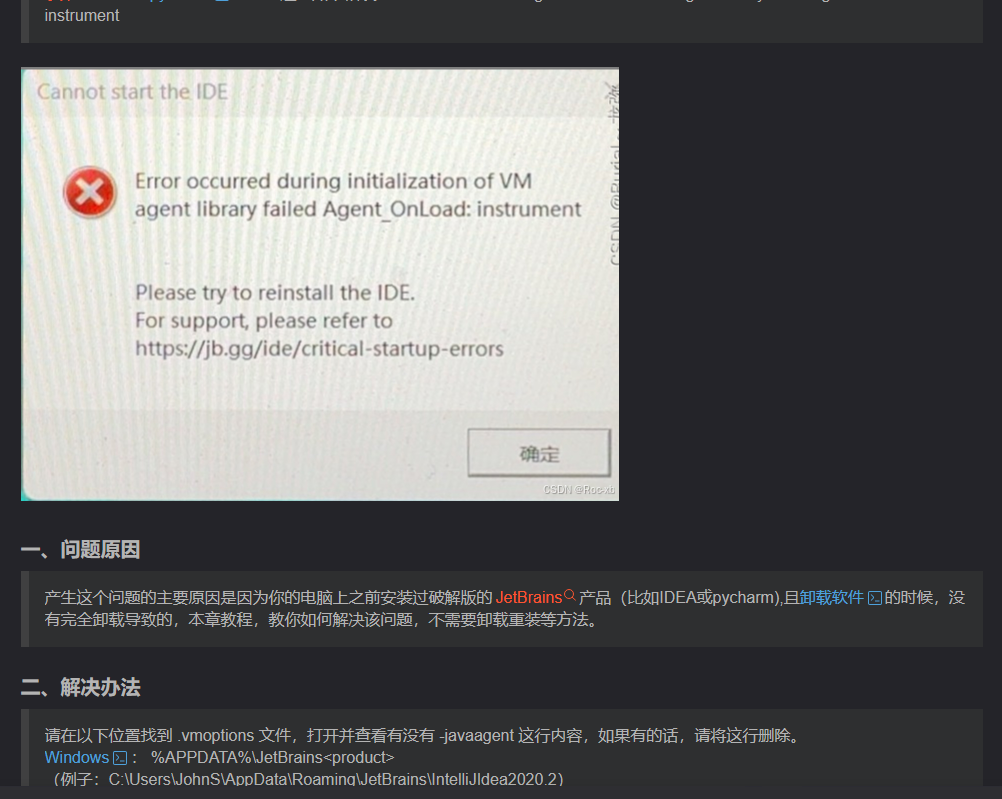 instrument
Cannot start the IDE
Error occurred during initialization of VM
agent library failed Agent_OnLoad: instrument
Please try to reinstall the IDE.
For support, please refer to
https://jb.gg/ide/critical-startup-errors
确定
CSDN @Roc-xb
一、问题原因
产生这个问题的主要原因是因为你的电脑上之前安装过破解版的 JetBrains 产品（比如IDEA或pycharm),且卸载软件 的时候，没
有完全卸载导致的，本章教程，教你如何解决该问题，不需要卸载重装等方法。
二、解决办法
请在以下位置找到 .vmoptions 文件，打开并查看有没有 -javaagent 这行内容，如果有的话，请将这行删除。
Windows ： %APPDATA%\JetBrains<product>
（例子：C:\Users\JohnS\AppData\Roaming\JetBrains\IntelliJIdea2020.2）